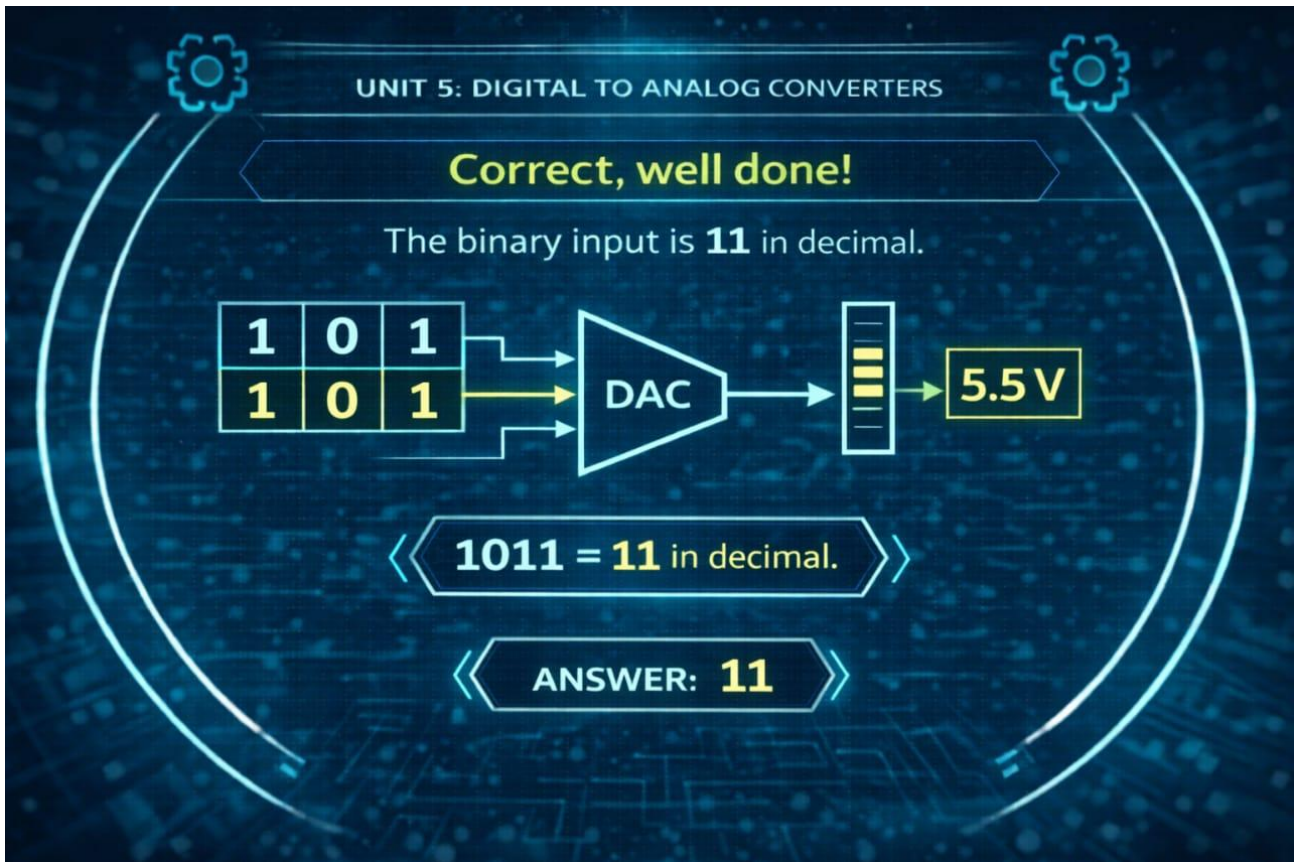 UNIT 5: DIGITAL TO ANALOG CONVERTERS
Correct, well done!
The binary input is 11 in decimal.
1 0 1
1 0 1
DAC
5.5 V
1011 = 11 in decimal.
ANSWER: 11